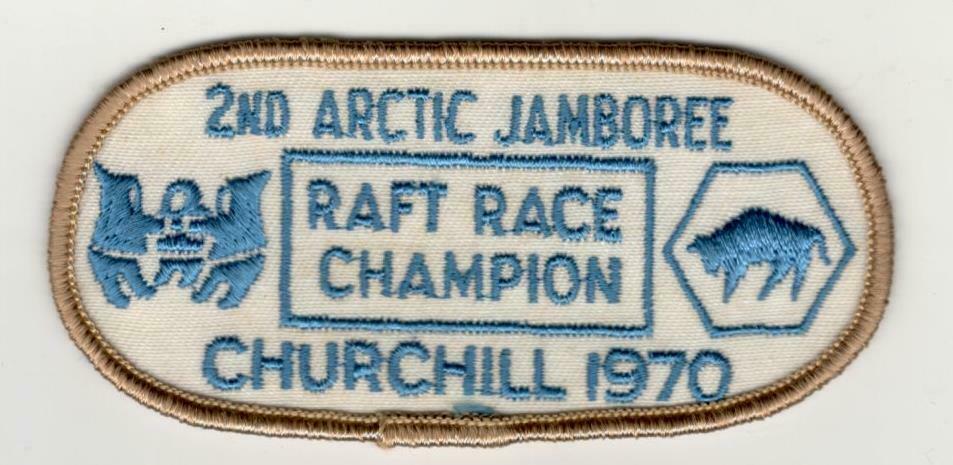 2ND ARCTIC JAMBOREE
RAFT RACE
CHAMPION
CHURCHILL 1970